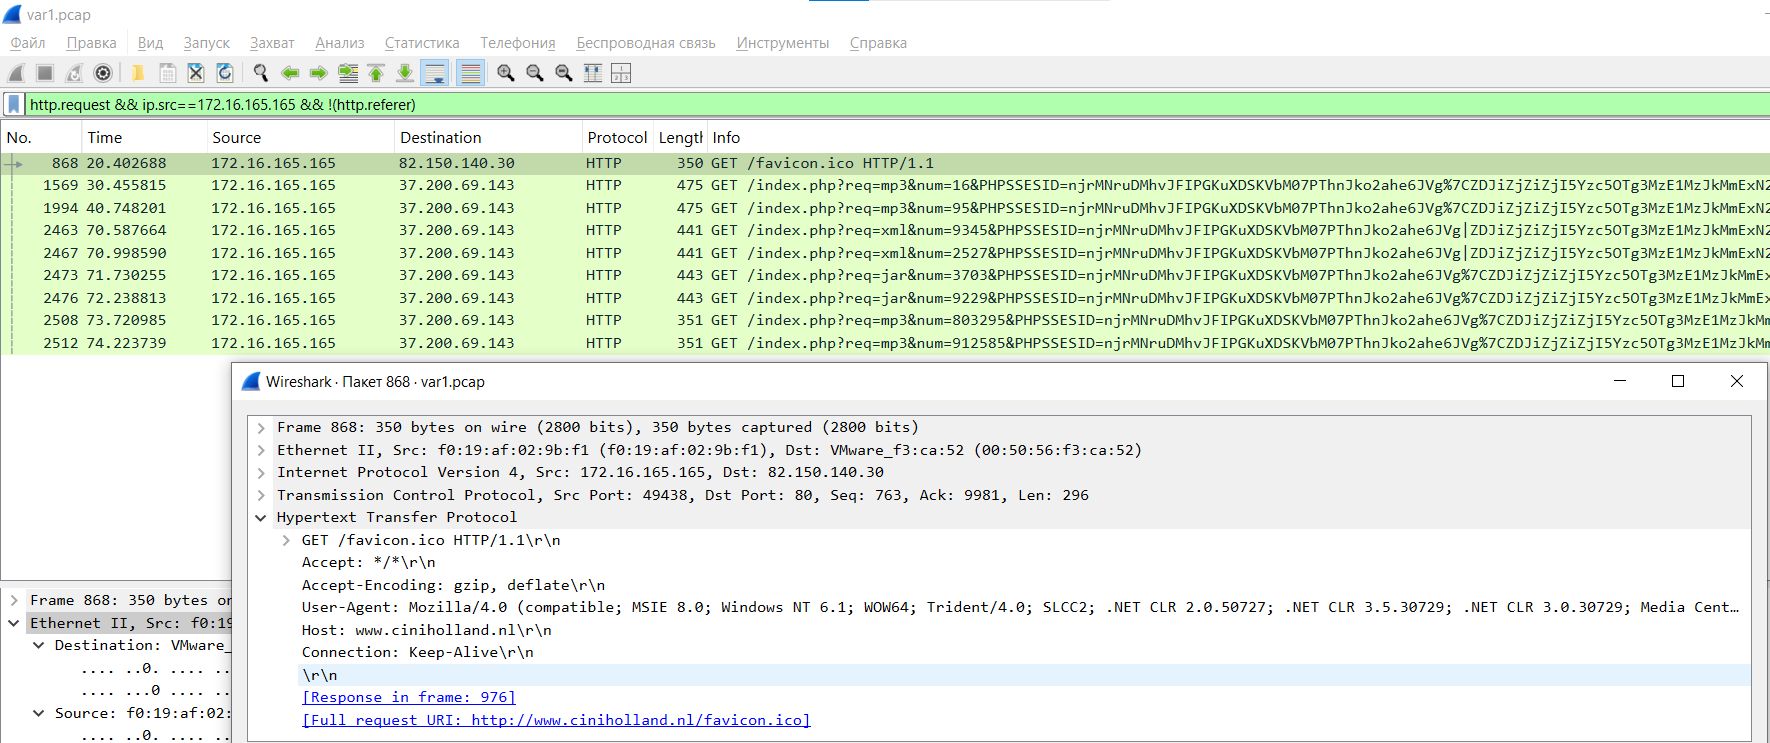 var1.pcap
Файл Правка Вид Запуск Захват Анализ Статистика Телефония Беспроводная связь Инструменты Справка
http.request && ip.src==172.16.165.165 && !(http.referer)
No. Time Source Destination Protocol Length Info
868 20.402688 172.16.165.165 82.150.140.30 HTTP 350 GET /favicon.ico HTTP/1.1
1569 30.455815 172.16.165.165 37.200.69.143 HTTP 475 GET /index.php?req=mp3&num=16&PHPSSESID=njrMNruDMhvJFIPGKuXDSKVbM07PThnJko2ahe6JVg%7CZDJiZjZiZjI5Yzc5OTg3MzE1MzJkMmExN2
1994 40.748201 172.16.165.165 37.200.69.143 HTTP 475 GET /index.php?req=mp3&num=95&PHPSSESID=njrMNruDMhvJFIPGKuXDSKVbM07PThnJko2ahe6JVg%7CZDJiZjZiZjI5Yzc5OTg3MzE1MzJkMmExN2
2463 70.587664 172.16.165.165 37.200.69.143 HTTP 441 GET /index.php?req=xml&num=9345&PHPSSESID=njrMNruDMhvJFIPGKuXDSKVbM07PThnJko2ahe6JVg|ZDJiZjZiZjI5Yzc5OTg3MzE1MzJkMmExN2
2467 70.998590 172.16.165.165 37.200.69.143 HTTP 441 GET /index.php?req=xml&num=2527&PHPSSESID=njrMNruDMhvJFIPGKuXDSKVbM07PThnJko2ahe6JVg|ZDJiZjZiZjI5Yzc5OTg3MzE1MzJkMmExN2
2473 71.730255 172.16.165.165 37.200.69.143 HTTP 443 GET /index.php?req=jar&num=3703&PHPSSESID=njrMNruDMhvJFIPGKuXDSKVbM07PThnJko2ahe6JVg%7CZDJiZjZiZjI5Yzc5OTg3MzE1MzJkMmEx
2476 72.238813 172.16.165.165 37.200.69.143 HTTP 443 GET /index.php?req=jar&num=9229&PHPSSESID=njrMNruDMhvJFIPGKuXDSKVbM07PThnJko2ahe6JVg%7CZDJiZjZiZjI5Yzc5OTg3MzE1MzJkMmEx
2508 73.720985 172.16.165.165 37.200.69.143 HTTP 351 GET /index.php?req=mp3&num=803295&PHPSSESID=njrMNruDMhvJFIPGKuXDSKVbM07PThnJko2ahe6JVg%7CZDJiZjZiZjI5Yzc5OTg3MzE1MzJkMm
2512 74.223739 172.16.165.165 37.200.69.143 HTTP 351 GET /index.php?req=mp3&num=912585&PHPSSESID=njrMNruDMhvJFIPGKuXDSKVbM07PThnJko2ahe6JVg%7CZDJiZjZiZjI5Yzc5OTg3MzE1MzJkMm
Wireshark · Пакет 868 · var1.pcap
Frame 868: 350 bytes on wire (2800 bits), 350 bytes captured (2800 bits)
Ethernet II, Src: f0:19:af:02:9b:f1 (f0:19:af:02:9b:f1), Dst: VMware_f3:ca:52 (00:50:56:f3:ca:52)
Internet Protocol Version 4, Src: 172.16.165.165, Dst: 82.150.140.30
Transmission Control Protocol, Src Port: 49438, Dst Port: 80, Seq: 763, Ack: 9981, Len: 296
Hypertext Transfer Protocol
GET /favicon.ico HTTP/1.1\r\n
Accept: */*\r\n
Accept-Encoding: gzip, deflate\r\n
User-Agent: Mozilla/4.0 (compatible; MSIE 8.0; Windows NT 6.1; WOW64; Trident/4.0; SLCC2; .NET CLR 2.0.50727; .NET CLR 3.5.30729; .NET CLR 3.0.30729; Media Cent…
Host: www.ciniholland.nl\r\n
Connection: Keep-Alive\r\n
\r\n
[Response in frame: 976]
[Full request URI: http://www.ciniholland.nl/favicon.ico]
Frame 868: 350 bytes on
Ethernet II, Src: f0:19
Destination: VMware_
.... ..0. .... ..
.... ...0 .... ..
Source: f0:19:af:02:
.... ..0. .... ..